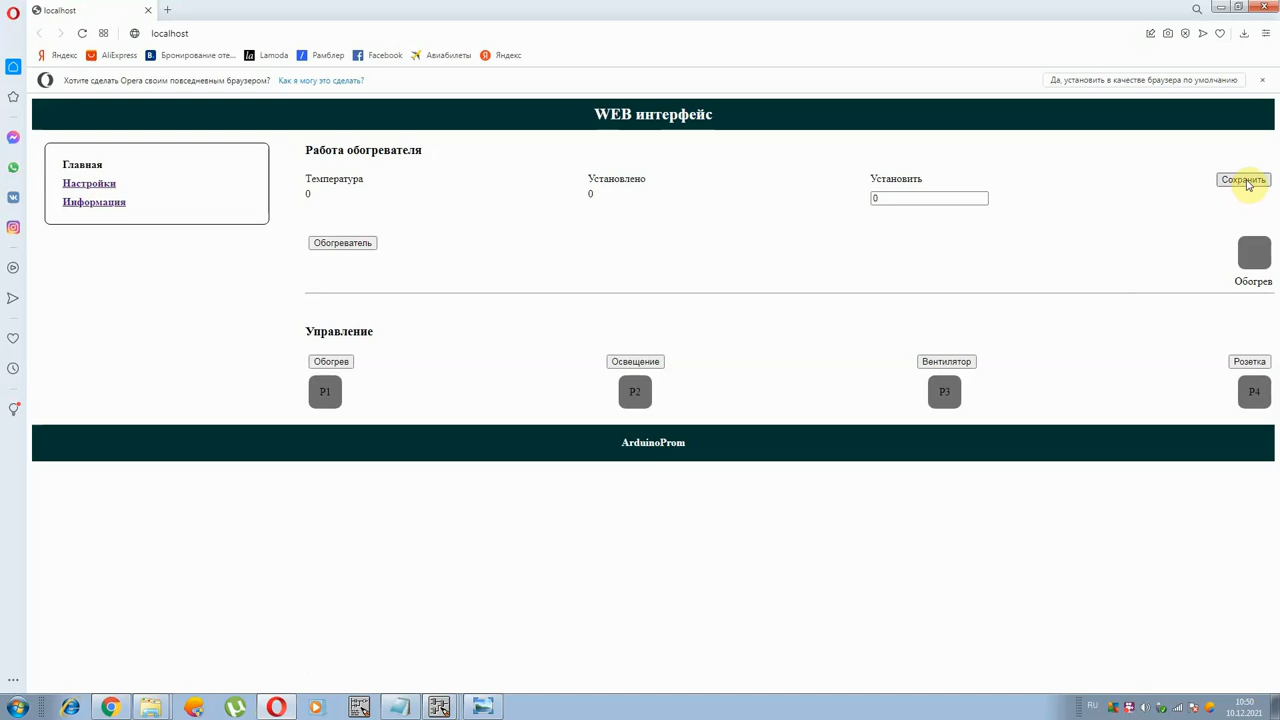 localhost
localhost
Яндекс
AliExpress
B.
Бронирование оте...
la
Lamoda
Рамблер
Facebook
Авиабилеты
Яндекс
Хотите сделать Opera своим повседневным браузером?
Как я могу это сделать?
Да, установить в качестве браузера по умолчанию
WEB интерфейс
Главная
Настройки
Информация
Работа обогревателя
Температура
Установлено
Установить
Сохранить
0
0
0
Обогреватель
Обогрев
Управление
Обогрев
Освещение
Вентилятор
Розетка
P1
P2
P3
P4
ArduinoProm
RU
10:50
10.12.2021